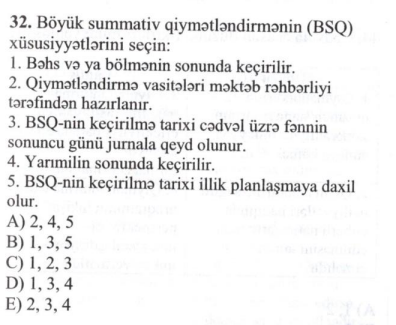 32. Böyük summativ qiymətləndirmənin (BSQ)
xüsusiyyətlərini seçin:
1. Bəhs və ya bölmənin sonunda keçirilir.
2. Qiymətləndirmə vasitələri məktəb rəhbərliyi
tərəfindən hazırlanır.
3. BSQ-nin keçirilmə tarixi cədvəl üzrə fənnin
sonuncu günü jurnala qeyd olunur.
4. Yarımilin sonunda keçirilir.
5. BSQ-nin keçirilmə tarixi illik planlaşmaya daxil
olur.
A) 2, 4, 5
B) 1, 3, 5
C) 1, 2, 3
D) 1, 3, 4
E) 2, 3, 4